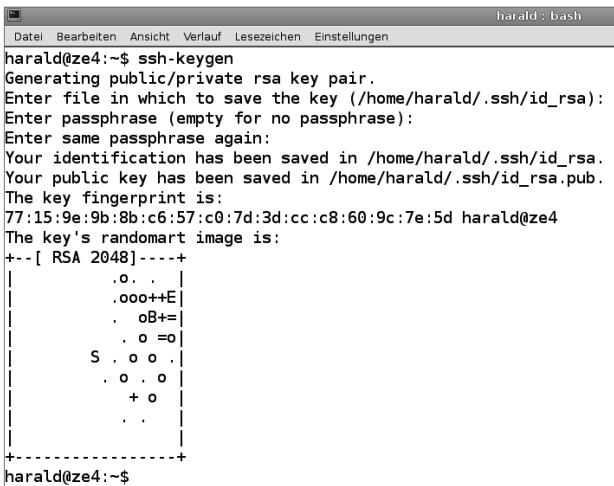 harald : bash
Datei Bearbeiten Ansicht Verlauf Lesezeichen Einstellungen
harald@ze4:~$ ssh-keygen
Generating public/private rsa key pair.
Enter file in which to save the key (/home/harald/.ssh/id_rsa):
Enter passphrase (empty for no passphrase):
Enter same passphrase again:
Your identification has been saved in /home/harald/.ssh/id_rsa.
Your public key has been saved in /home/harald/.ssh/id_rsa.pub.
The key fingerprint is:
77:15:9e:9b:8b:c6:57:c0:7d:3d:cc:c8:60:9c:7e:5d harald@ze4
The key's randomart image is:
+--[ RSA 2048]----+
|           .o. . |
|           .ooo++E|
|           .  oB+=|
|            . o =o|
|         S . o o .|
|          . o . o |
|             + o  |
|            . .   |
|                 |
+-----------------+
harald@ze4:~$